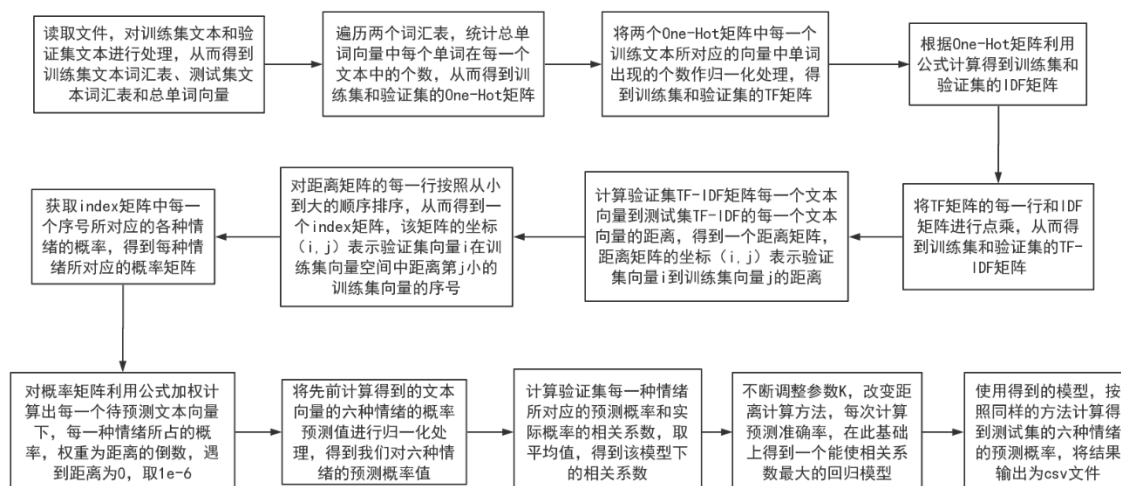 读取文件，对训练集文本和验
证集文本进行处理，从而得到
训练集文本词汇表、测试集文
本词汇表和总单词向量
遍历两个词汇表，统计总单
词向量中每个单词在每一个
文本中的个数，从而得到训
练集和验证集的One-Hot矩阵
将两个One-Hot矩阵中每一个
训练文本所对应的向量中单词
出现的个数作归一化处理，得
到训练集和验证集的TF矩阵
根据One-Hot矩阵利用
公式计算得到训练集和
验证集的IDF矩阵
将TF矩阵的每一行和IDF
矩阵进行点乘，从而得
到训练集和验证集的TF-
IDF矩阵
计算验证集TF-IDF矩阵每一个文本
向量到测试集TF-IDF的每一个文本
向量的距离，得到一个距离矩阵，
距离矩阵的坐标（i,j）表示验证
集向量i到训练集向量j的距离
对距离矩阵的每一行按照从小
到大的顺序排序，从而得到一
个index矩阵，该矩阵的坐标
（i,j）表示验证集向量i在训
练集向量空间中距离第j小的
训练集向量的序号
获取index矩阵中每一
个序号所对应的各种情
绪的概率，得到每种情
绪所对应的概率矩阵
对概率矩阵利用公式加权计
算出每一个待预测文本向量
下，每一种情绪所占的概
率，权重为距离的倒数，遇
到距离为0，取1e-6
将先前计算得到的文本
向量的六种情绪的概率
预测值进行归一化处
理，得到我们对六种情
绪的预测概率值
计算验证集每一种情绪
所对应的预测概率和实
际概率的相关系数，取
平均值，得到该模型下
的相关系数
不断调整参数K，改变距
离计算方法，每次计算
预测准确率，在此基础
上得到一个能使相关系
数最大的回归模型
使用得到的模型，按
照同样的方法计算得
到测试集的六种情绪
的预测概率，将结果
输出为csv文件